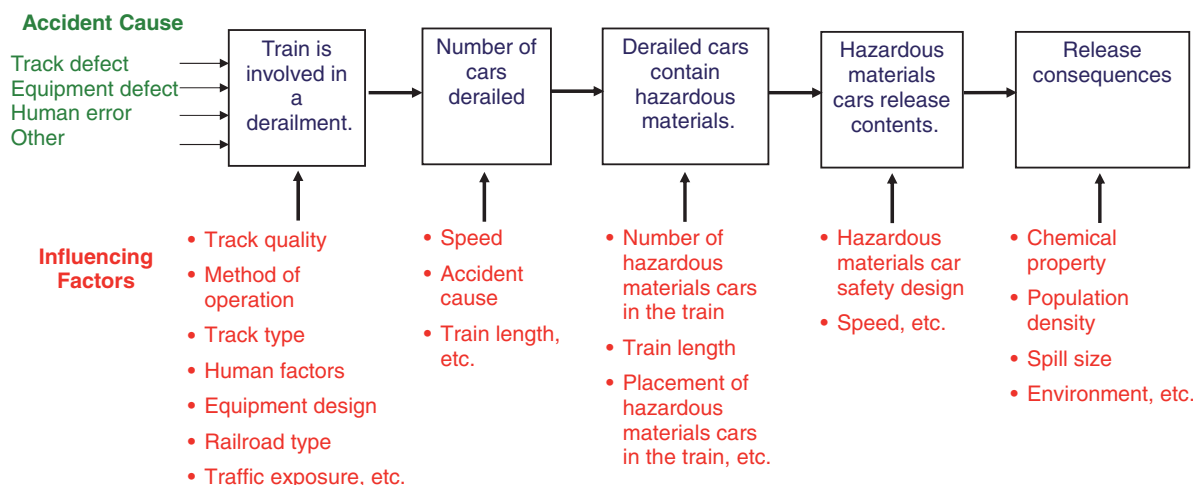 Accident Cause
Track defect
Equipment defect
Human error
Other
Train is
involved in
a
derailment.
Number of
cars
derailed
Derailed cars
contain
hazardous
materials.
Hazardous
materials
cars release
contents.
Release
consequences
Influencing
Factors
• Track quality
• Method of
operation
• Track type
• Human factors
• Equipment design
• Railroad type
• Traffic exposure, etc.
• Speed
• Accident
cause
• Train length,
etc.
• Number of
hazardous
materials cars
in the train
• Train length
• Placement of
hazardous
materials cars
in the train, etc.
• Hazardous
materials car
safety design
• Speed, etc.
• Chemical
property
• Population
density
• Spill size
• Environment, etc.